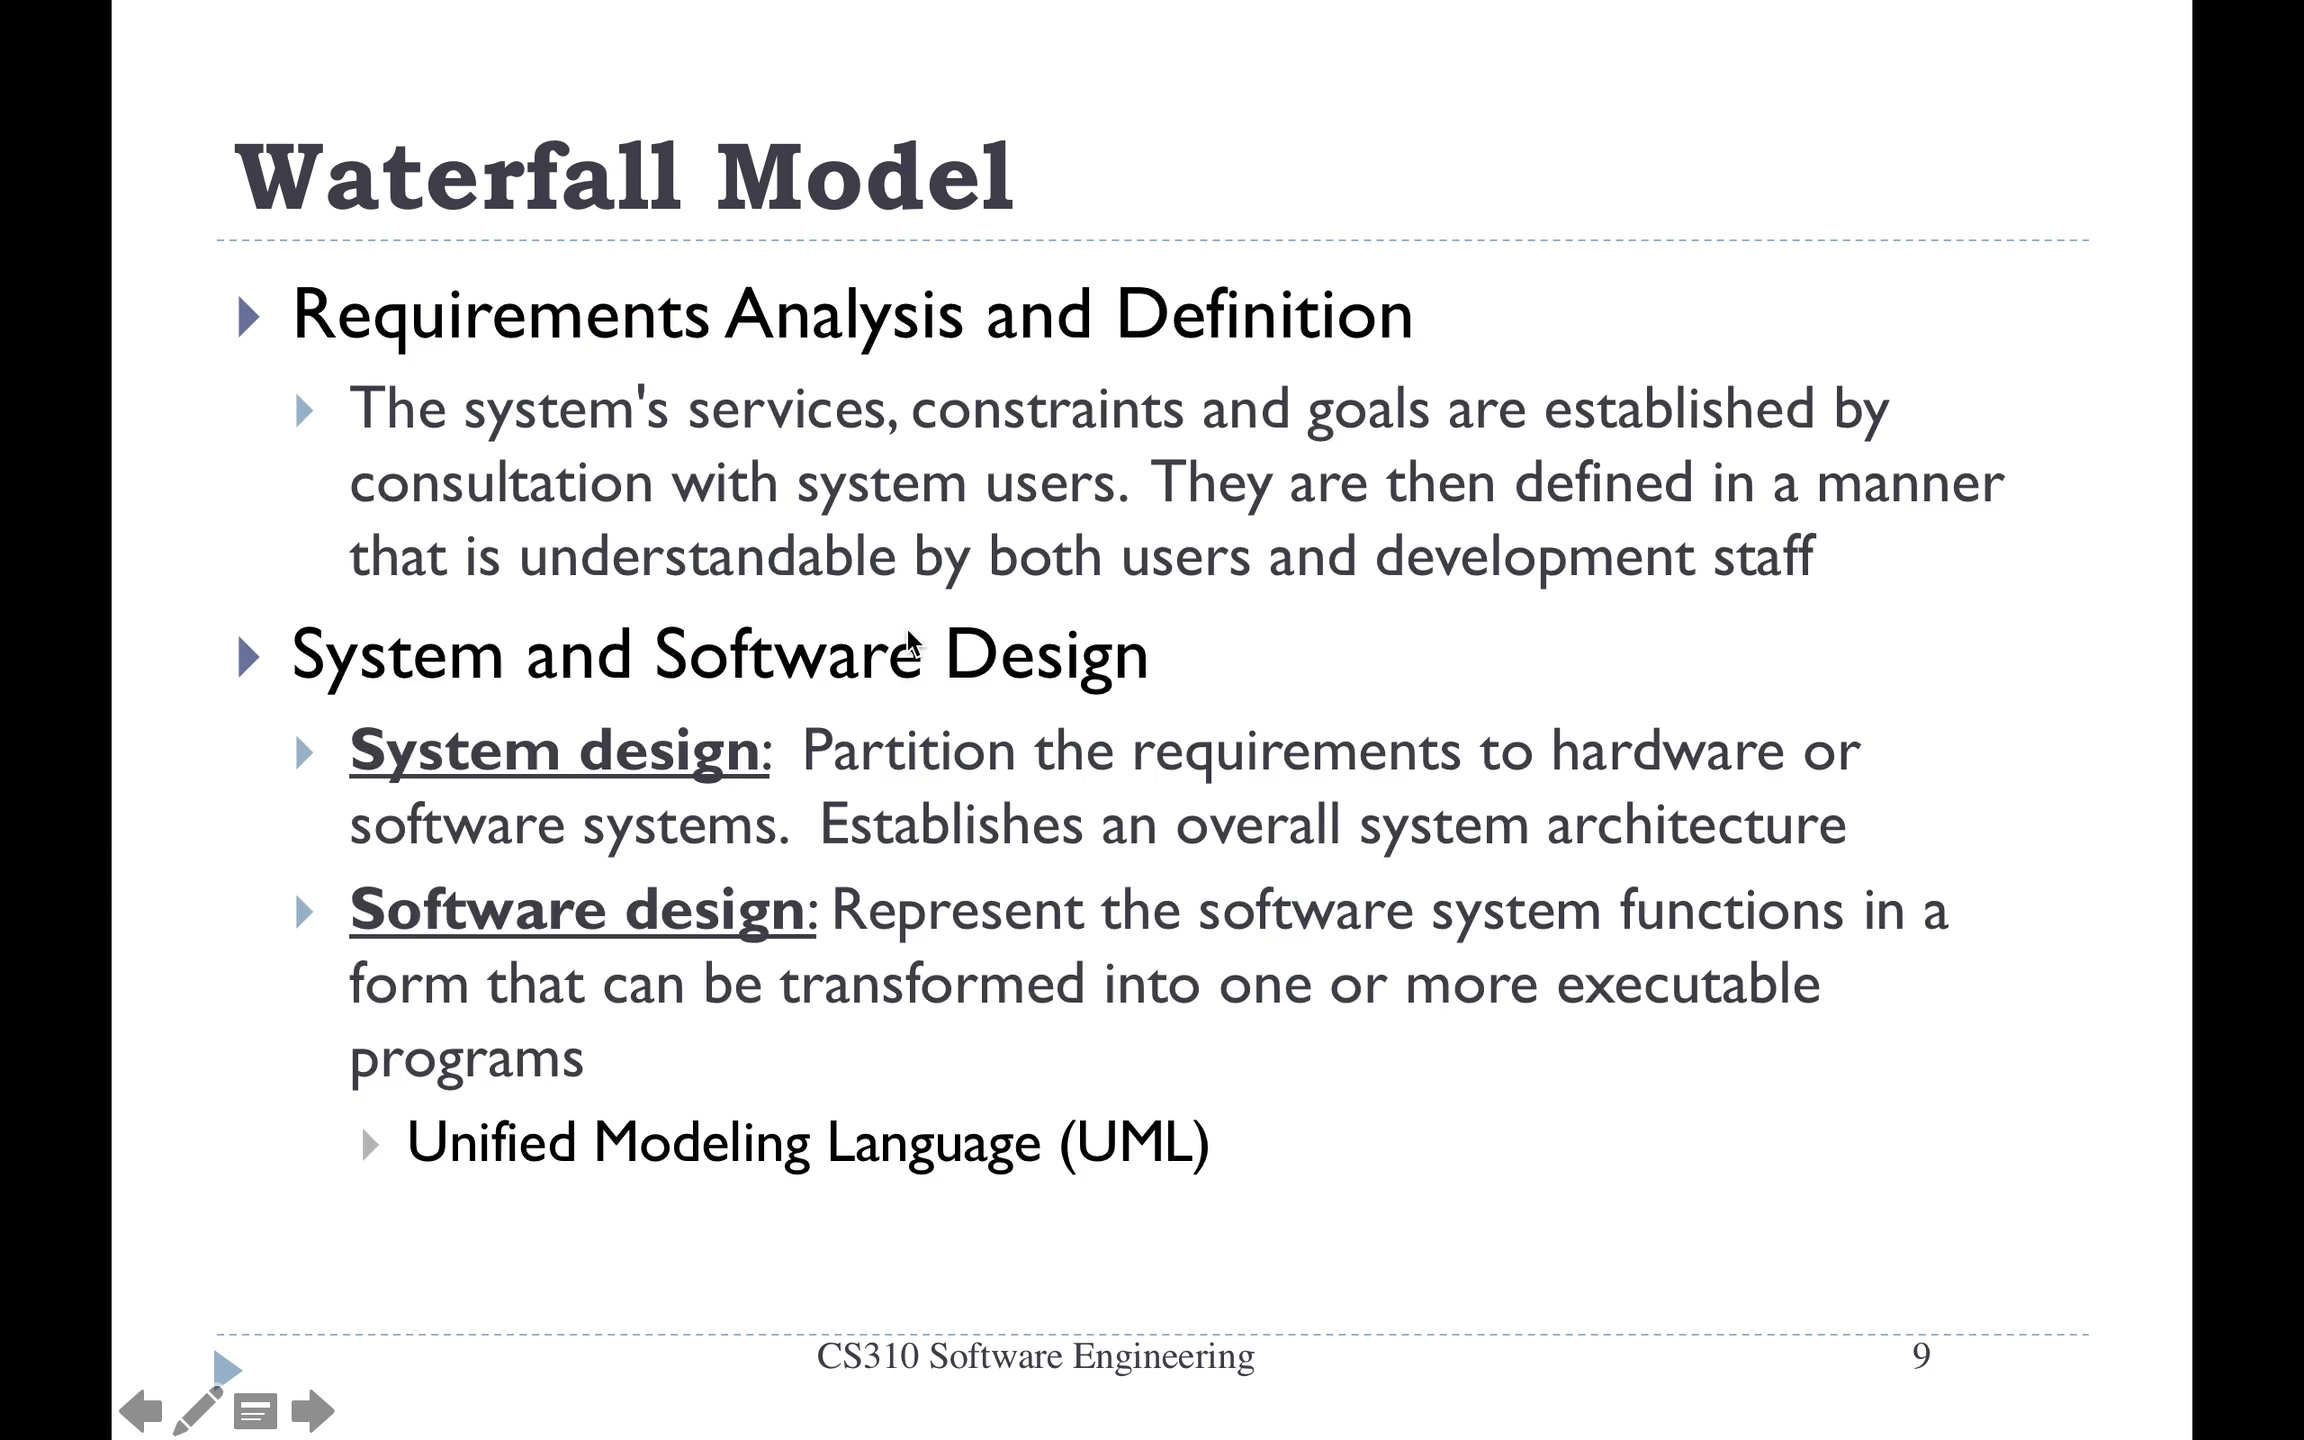 Waterfall Model
Requirements Analysis and Definition
The system's services, constraints and goals are established by
consultation with system users.  They are then defined in a manner
that is understandable by both users and development staff
System and Software Design
System design:  Partition the requirements to hardware or
software systems.  Establishes an overall system architecture
Software design: Represent the software system functions in a
form that can be transformed into one or more executable
programs
Unified Modeling Language (UML)
CS310 Software Engineering
9